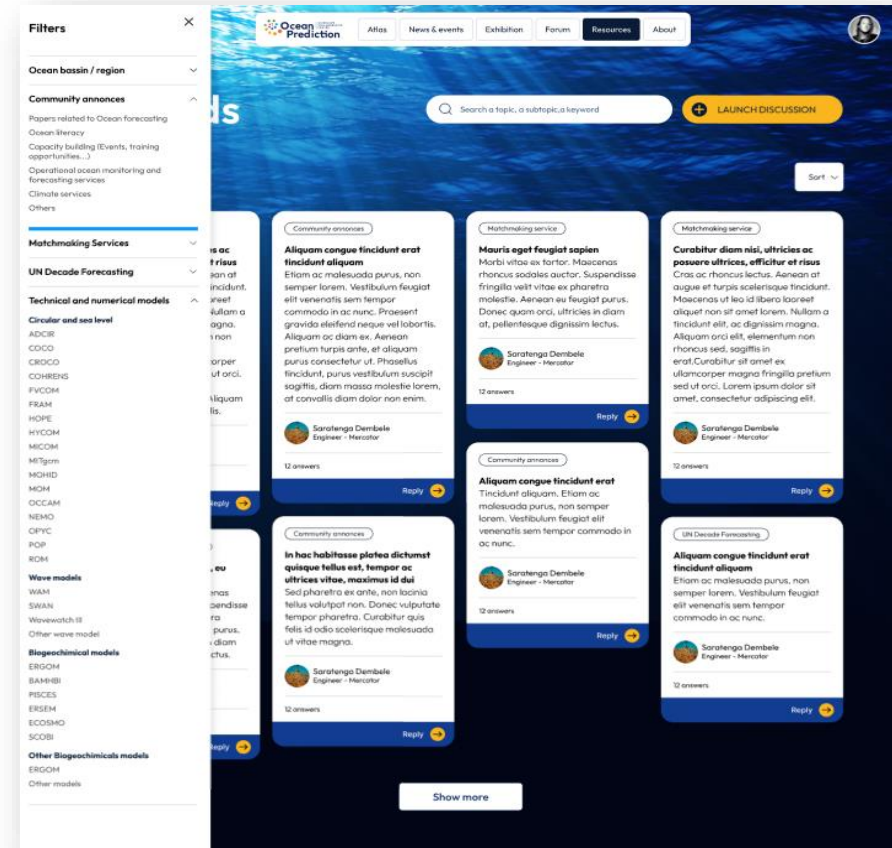 Filters
Ocean bassin / region
Community annonces
Papers related to Ocean forecasting
Ocean literacy
Capacity building (Events, training
opportunities...)
Operational ocean monitoring and
forecasting services
Climate services
Others
Matchmaking Services
UN Decade Forecasting
Technical and numerical models
Circular and sea level
ADCIR
COCO
CROCO
COHRENS
FVCOM
FRAM
HOPE
HYCOM
MICOM
MITgcm
MOHID
MOM
OCCAM
NEMO
OPYC
POP
ROM
Wave models
WAM
SWAN
Wavewatch III
Other wave model
Biogeochimical models
ERGOM
BAMHBI
PISCES
ERSEM
ECOSMO
SCOBI
Other Biogeochimicals models
ERGOM
Other models
Ocean
Prediction
Atlas
News & events
Exhibition
Forum
Resources
About
ds
Search a topic, a subtopic,a keyword
LAUNCH DISCUSSION
Sort
Community annonces
Aliquam congue tincidunt erat
tincidunt aliquam
Etiam ac malesuada purus, non
semper lorem. Vestibulum feugiat
elit venenatis sem tempor
commodo in ac nunc. Praesent
gravida eleifend neque vel lobortis.
Aliquam ac diam ex. Aenean
pretium turpis ante, et aliquam
purus consectetur ut. Phasellus
tincidunt, purus vestibulum suscipit
sagittis, diam massa molestie lorem,
at convallis diam dolor non enim.
Saratenga Dembele
Engineer - Mercator
12 answers
Reply
Community annonces
In hac habitasse platea dictumst
quisque tellus est, tempor ac
ultrices vitae, maximus id dui
Sed pharetra ex ante, non lacinia
tellus volutpat non. Donec vulputate
tempor pharetra. Curabitur quis
felis id odio scelerisque malesuada
ut vitae magna.
Saratenga Dembele
Engineer - Mercator
12 answers
Reply
Matchmaking service
Mauris eget feugiat sapien
Morbi vitae ex tortor. Maecenas
rhoncus sodales auctor. Suspendisse
fringilla velit vitae ex pharetra
molestie. Aenean eu feugiat purus.
Donec quam orci, ultricies in diam
at, pellentesque dignissim lectus.
Saratenga Dembele
Engineer - Mercator
12 answers
Reply
Community annonces
Aliquam congue tincidunt erat
Tincidunt aliquam. Etiam ac
malesuada purus, non semper
lorem. Vestibulum feugiat elit
venenatis sem tempor commodo in
ac nunc.
Saratenga Dembele
Engineer - Mercator
12 answers
Reply
Matchmaking service
Curabitur diam nisi, ultricies ac
posuere ultrices, efficitur et risus
Cras ac rhoncus lectus. Aenean at
augue et turpis scelerisque tincidunt.
Maecenas ut leo id libero laoreet
aliquet non sit amet lorem. Nullam a
tincidunt elit, ac dignissim magna.
Aliquam orci elit, elementum non
rhoncus sed, sagittis in
erat.Curabitur sit amet ex
ullamcorper magna fringilla pretium
sed ut orci. Lorem ipsum dolor sit
amet, consectetur adipiscing elit.
Saratenga Dembele
Engineer - Mercator
12 answers
Reply
UN Decade Forecasting
Aliquam congue tincidunt erat
tincidunt aliquam
Etiam ac malesuada purus, non
semper lorem. Vestibulum feugiat
elit venenatis sem tempor
commodo in ac nunc.
Saratenga Dembele
Engineer - Mercator
12 answers
Reply
Show more